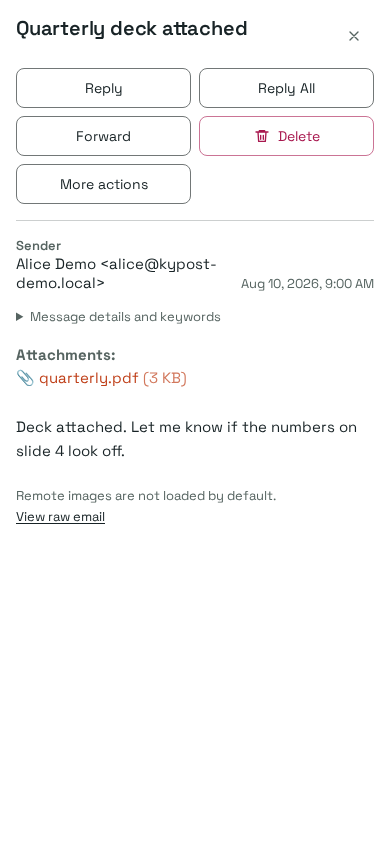 Quarterly deck attached
Reply
Reply All
Forward
Delete
More actions
Sender
Alice Demo <alice@kypost-
demo.local>
Aug 10, 2026, 9:00 AM
Message details and keywords
Attachments:
📎 quarterly.pdf (3 KB)
Deck attached. Let me know if the numbers on
slide 4 look off.
Remote images are not loaded by default.
View raw email